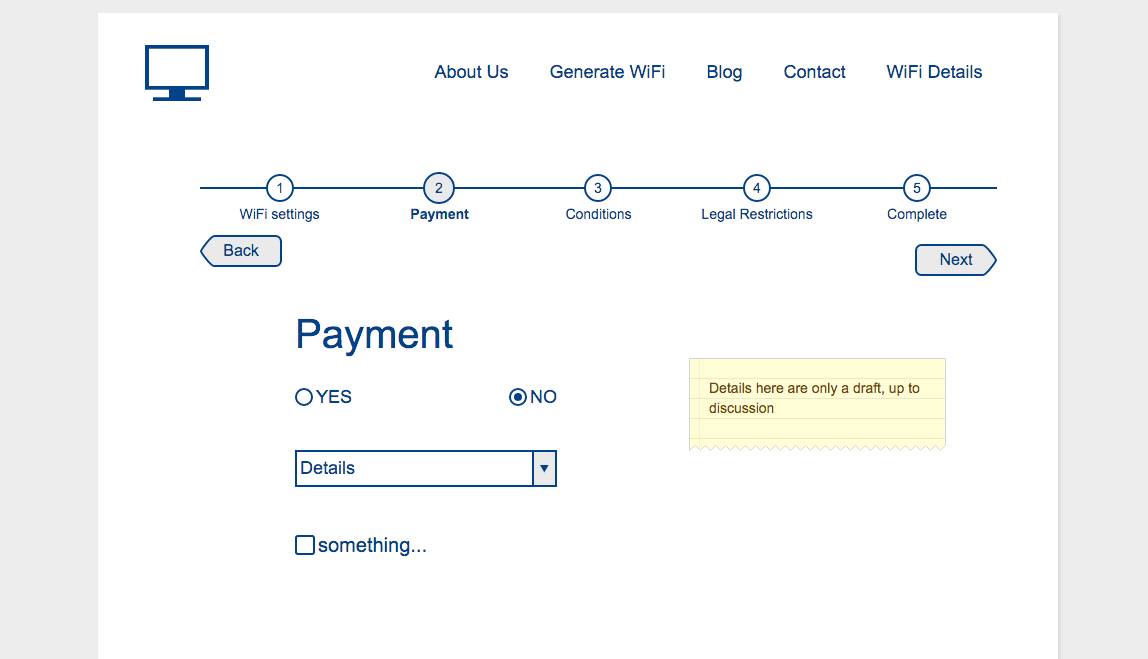 About Us Generate WiFi Blog Contact WiFi Details
1 2 3 4 5
WiFi settings Payment Conditions Legal Restrictions Complete
Back
Next
Payment
YES NO
Details here are only a draft, up to
discussion
Details
something...